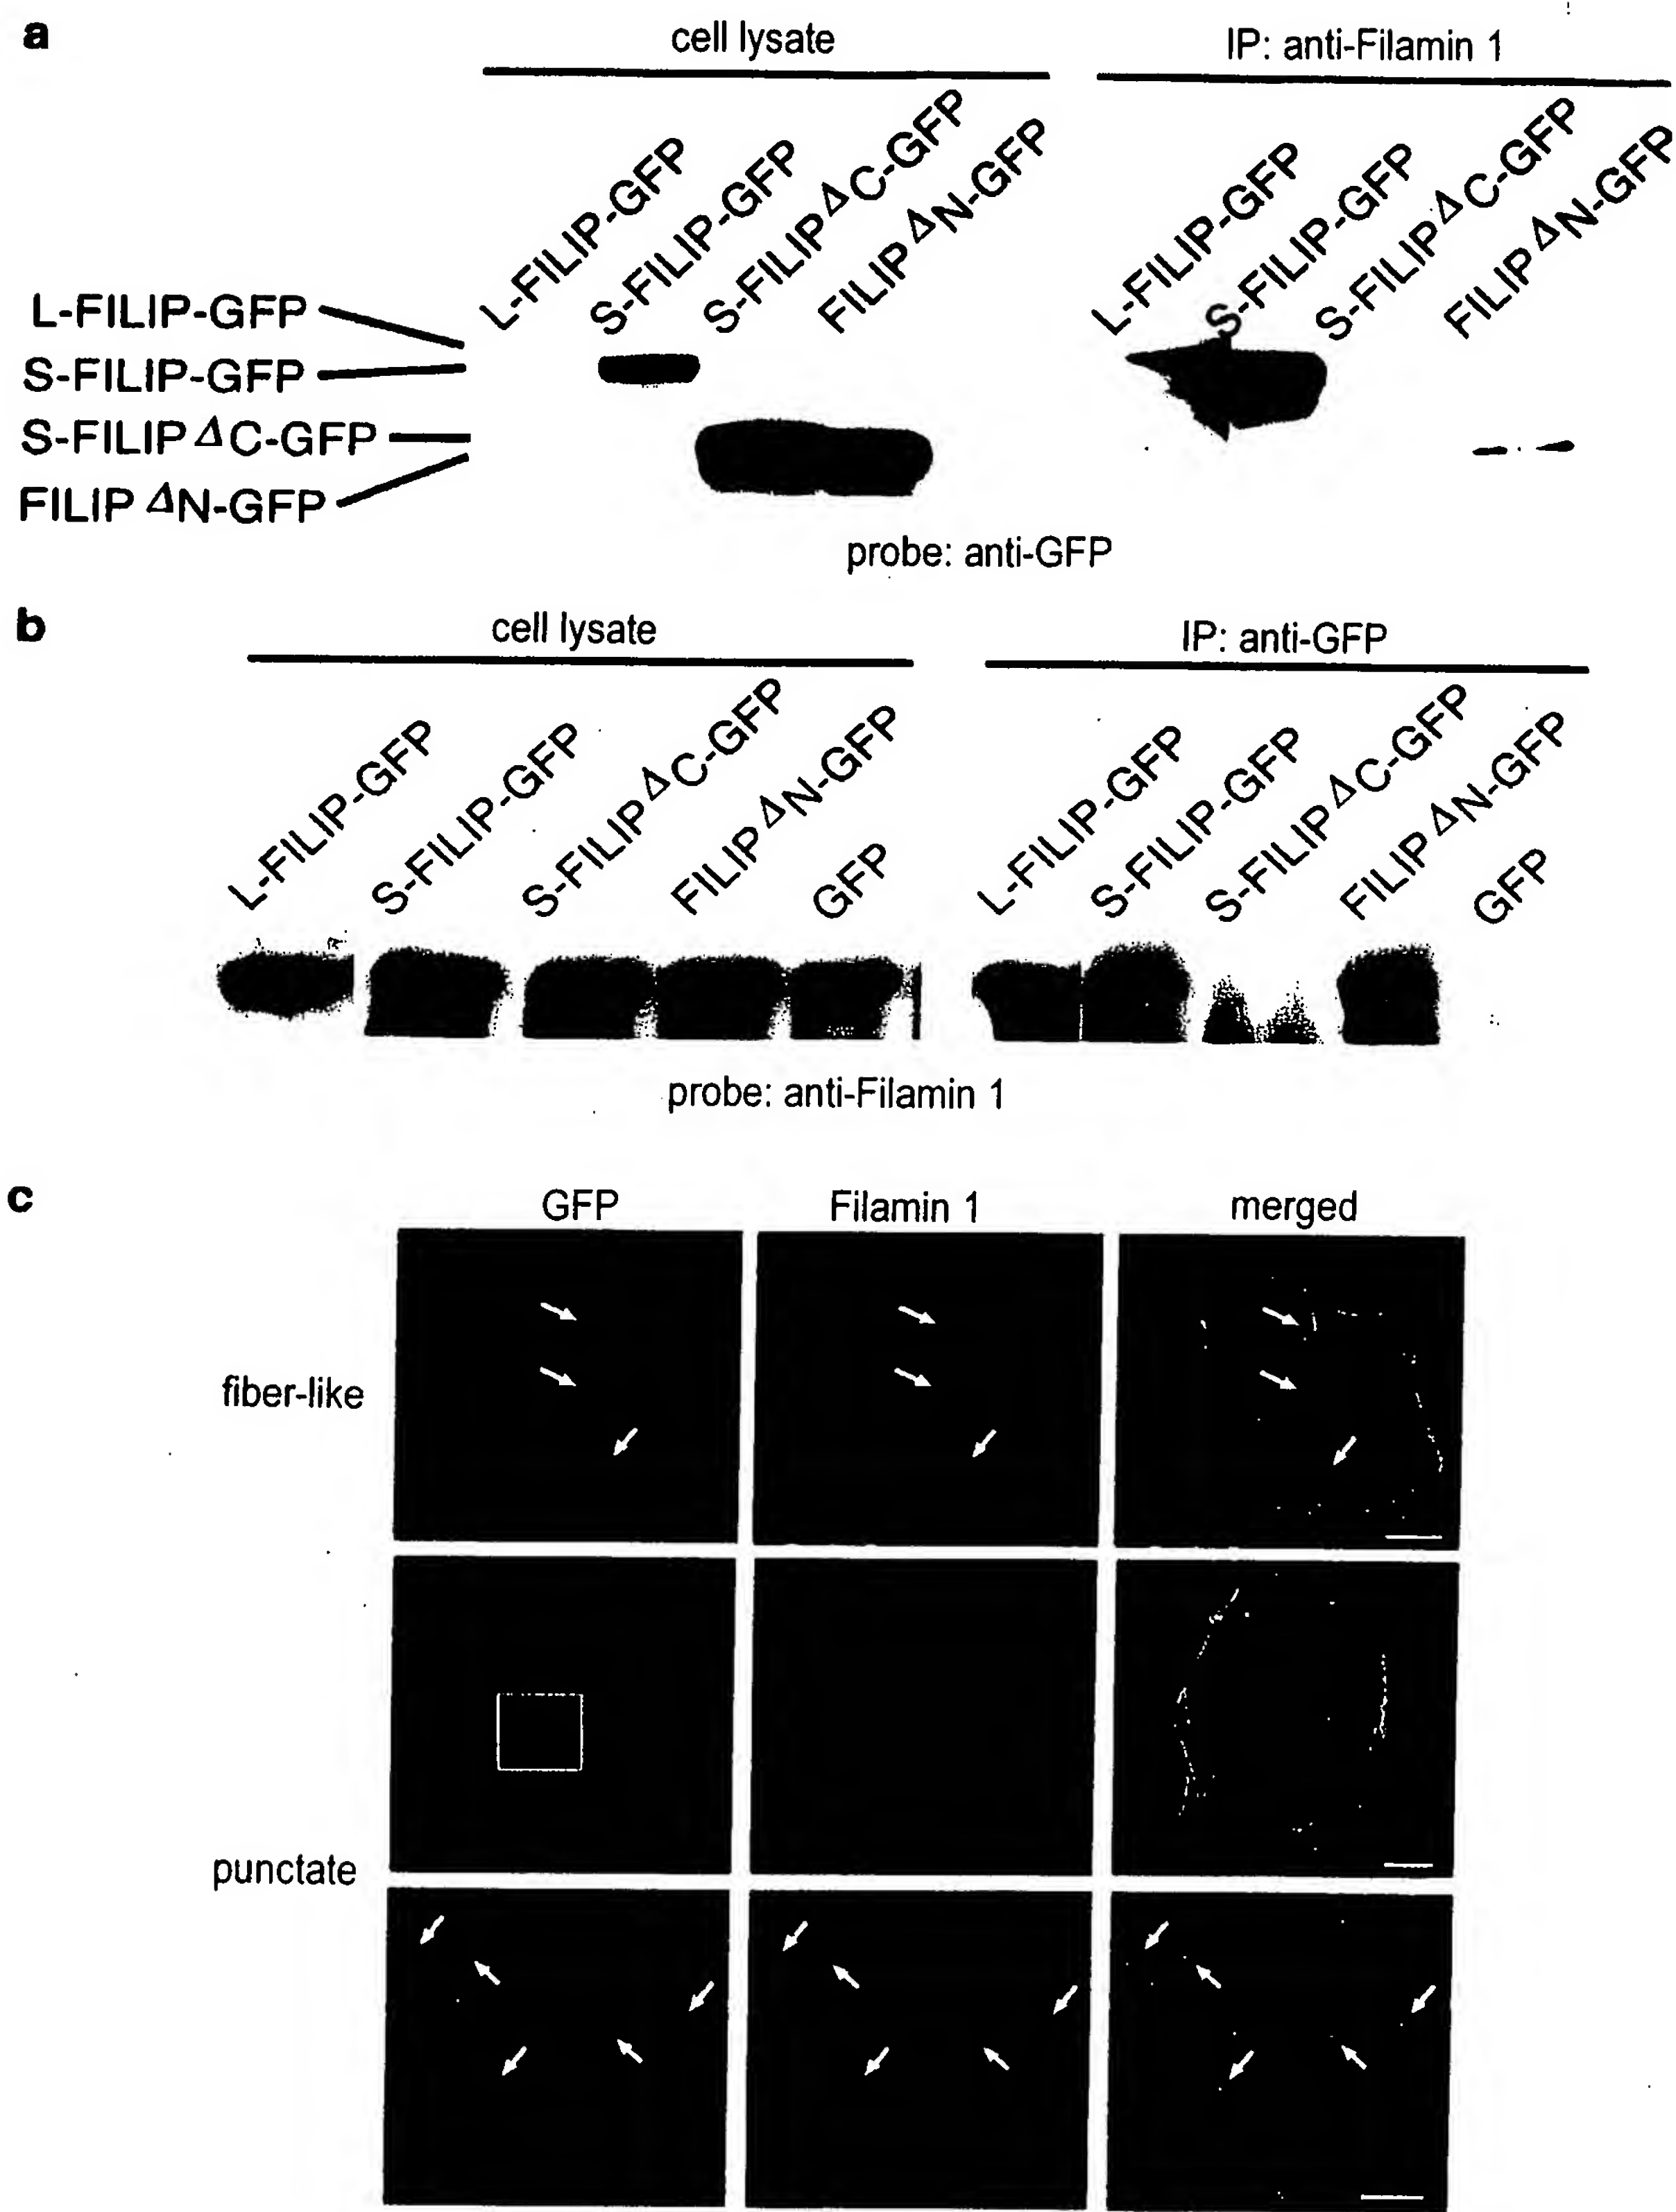 a
cell lysate
IP: anti-Filamin 1
L-FILIP-GFP
S-FILIP-GFP
S-FILIPΔC-GFP
FILIPΔN-GFP
L-FILIP-GFP
S-FILIP-GFP
S-FILIPΔC-GFP
FILIPΔN-GFP
L-FILIP-GFP
S-FILIP-GFP
S-FILIPΔC-GFP
FILIPΔN-GFP
probe: anti-GFP
b
cell lysate
IP: anti-GFP
L-FILIP-GFP
S-FILIP-GFP
S-FILIPΔC-GFP
FILIPΔN-GFP
GFP
L-FILIP-GFP
S-FILIP-GFP
S-FILIPΔC-GFP
FILIPΔN-GFP
GFP
probe: anti-Filamin 1
c
GFP
Filamin 1
merged
fiber-like
punctate